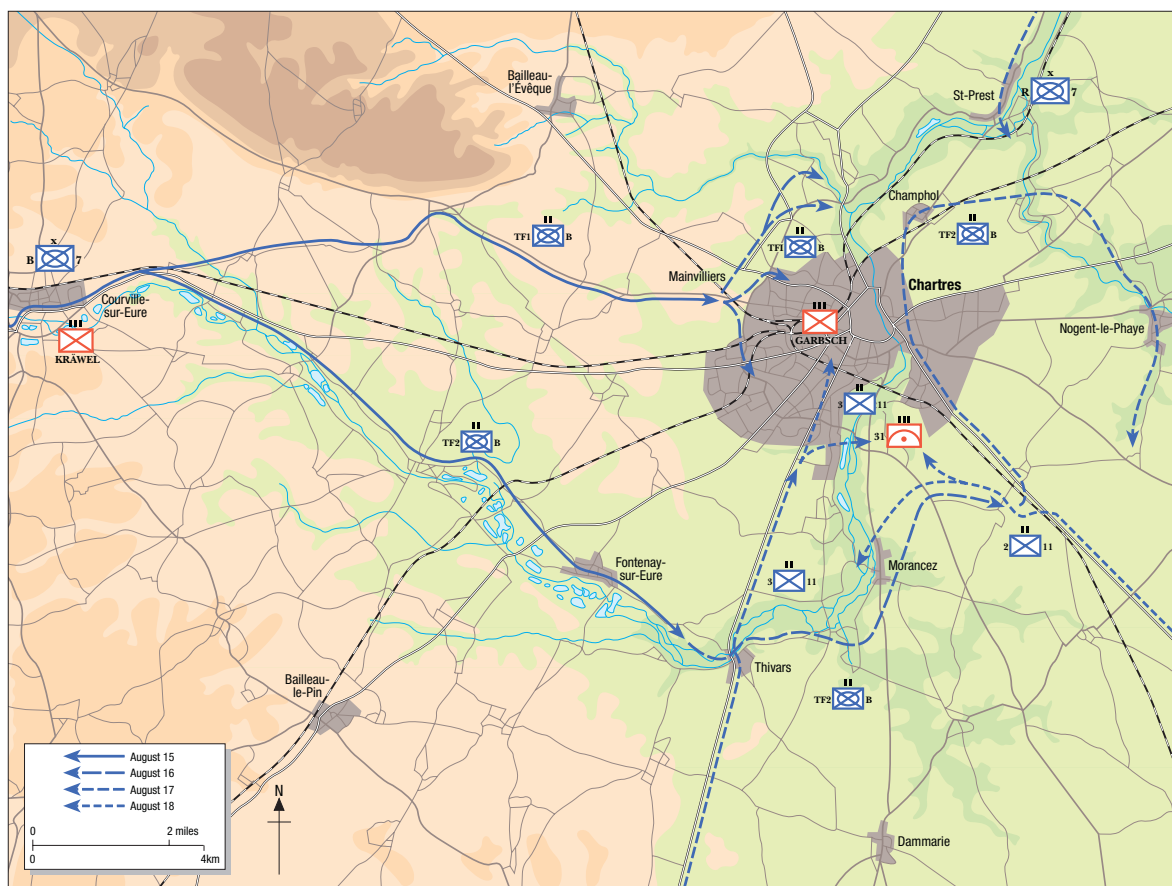 Bailleau-
l'Évêque
St-Prest
x
R 7
Champhol
II
TF1 B
II
TF2 B
x
B 7
II
TF1 B
Mainvilliers
Chartres
Courville-
sur-Eure
III
KRÄWEL
III
GARBSCH
Nogent-le-Phaye
II
3 11
III
31
II
TF2 B
II
2 11
Fontenay-
sur-Eure
II
3 11
Morancez
Thivars
Bailleau-
le-Pin
II
TF2 B
August 15
August 16
August 17
August 18
N
0 2 miles
0 4km
Dammarie